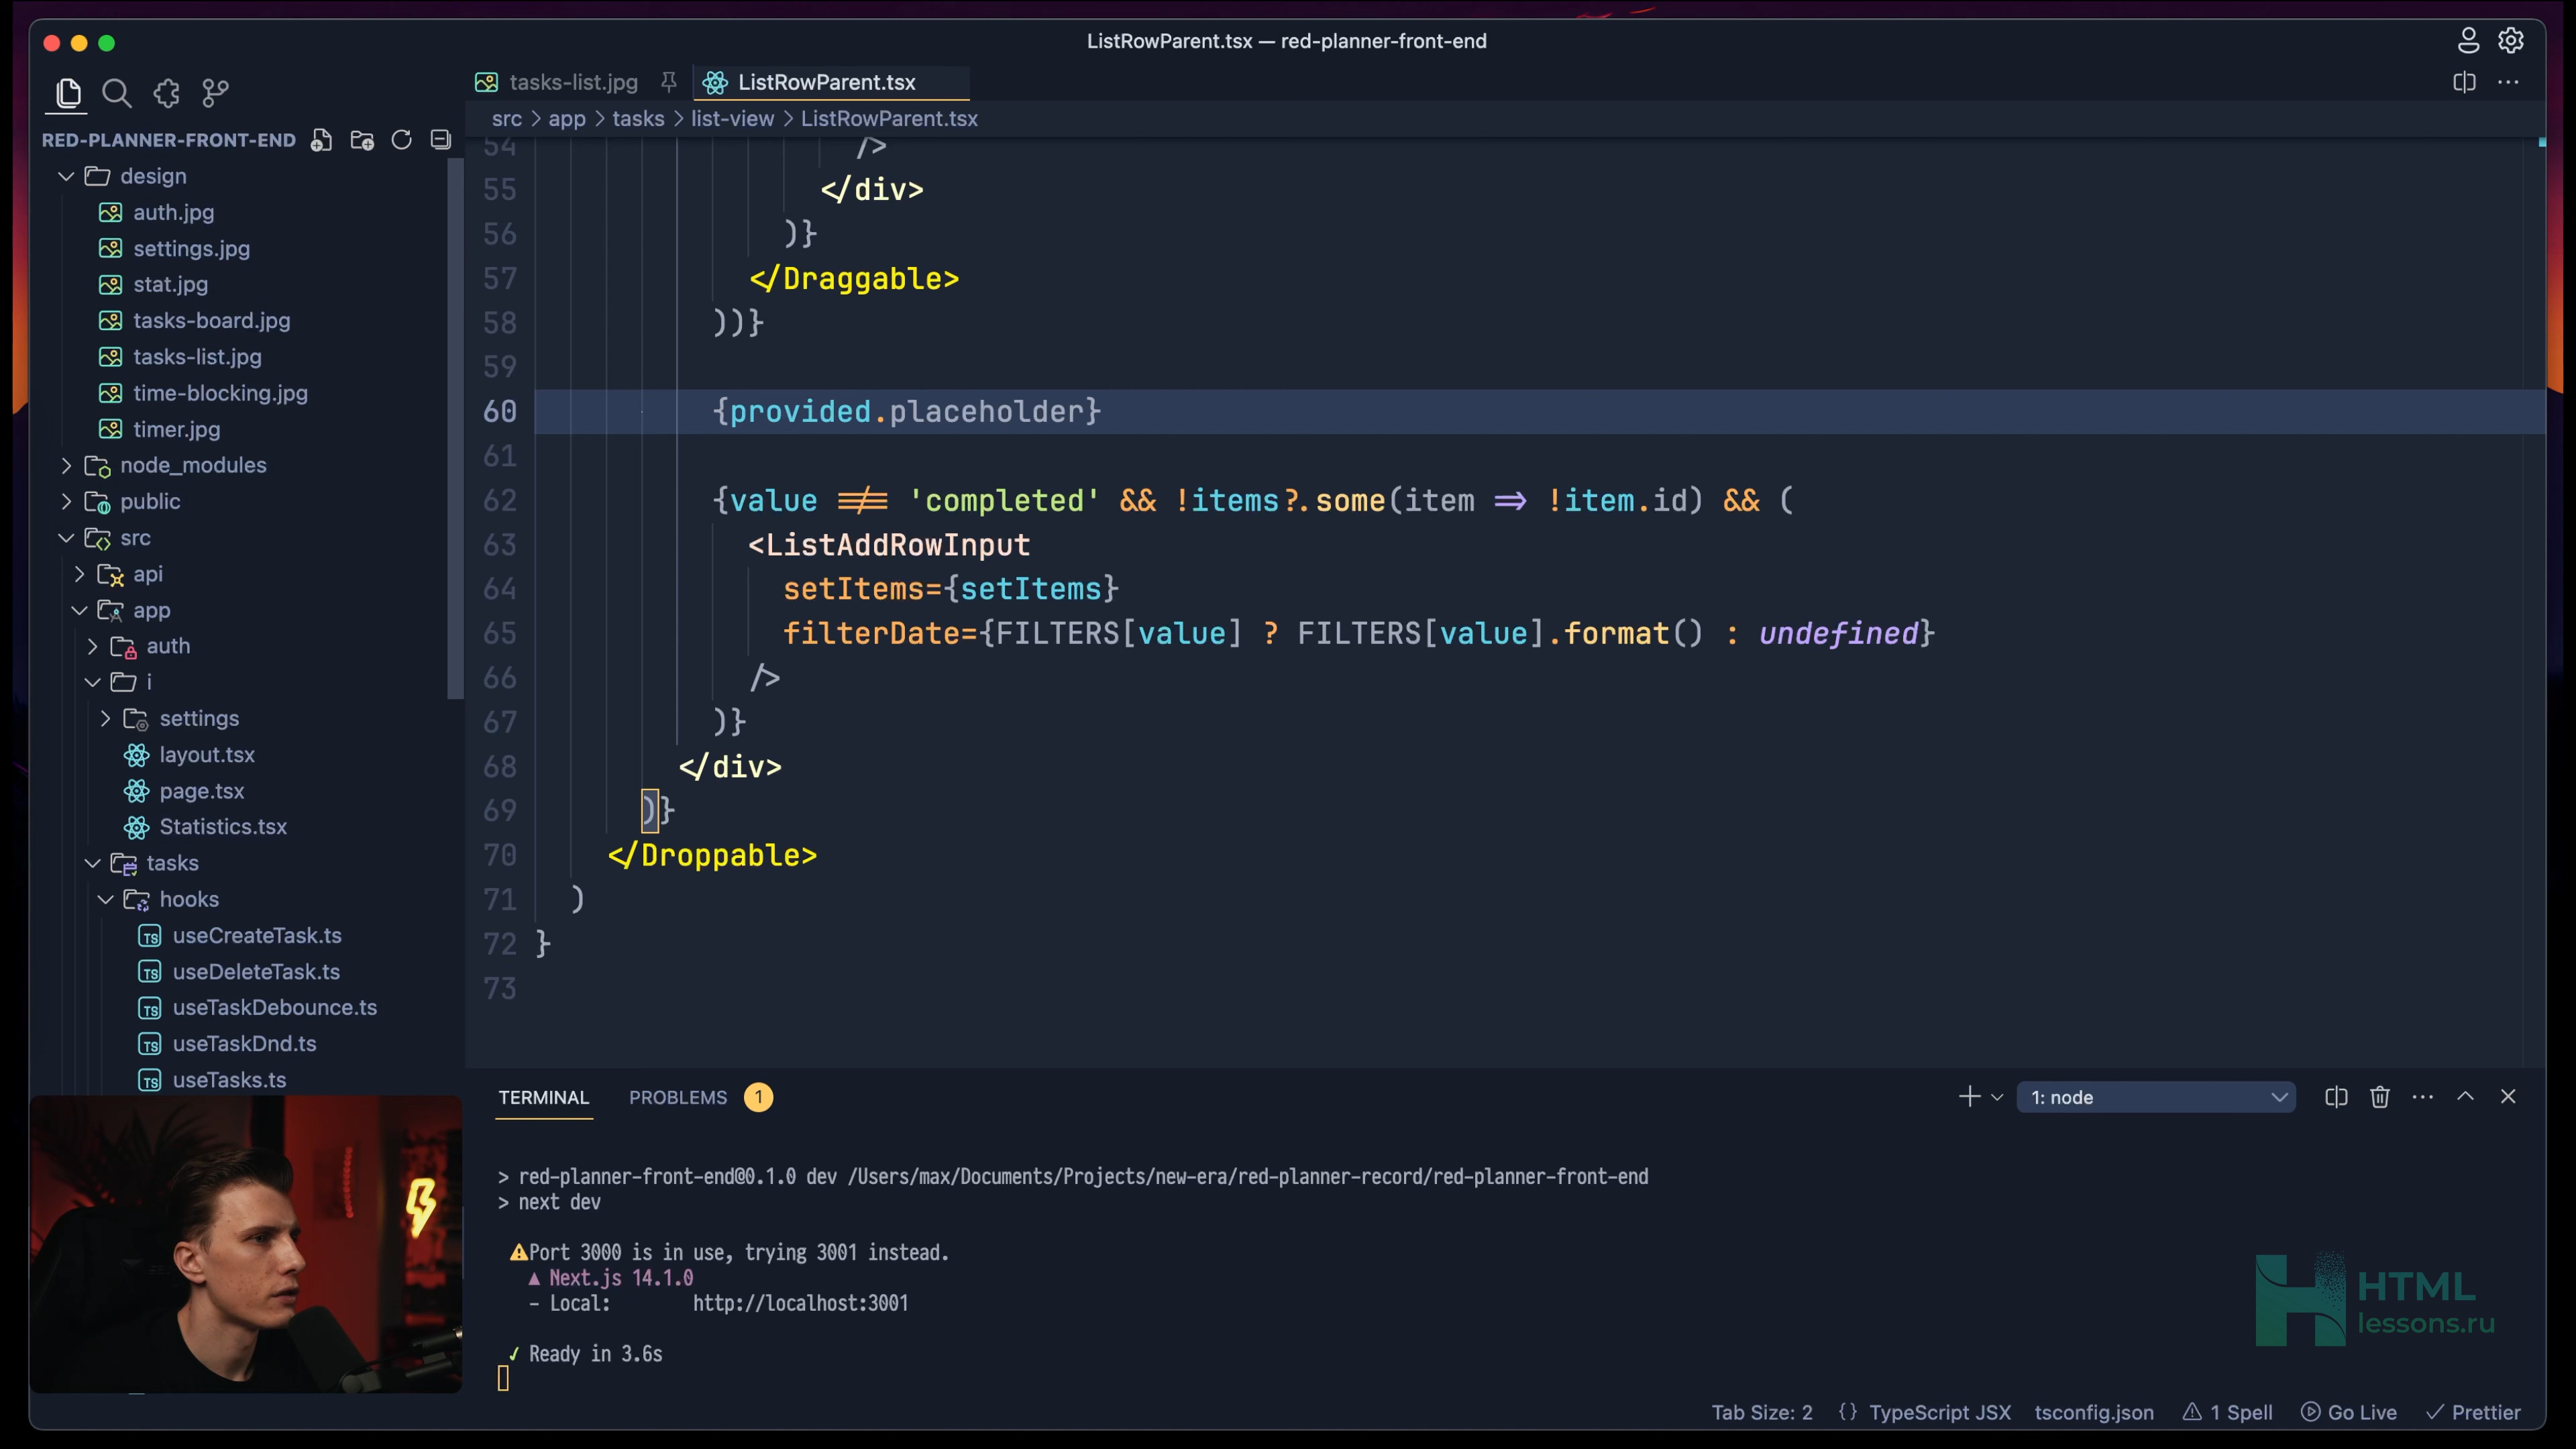 ListRowParent.tsx — red-planner-front-end
tasks-list.jpg
ListRowParent.tsx
RED-PLANNER-FRONT-END
src > app > tasks > list-view > ListRowParent.tsx
design
auth.jpg
settings.jpg
stat.jpg
tasks-board.jpg
tasks-list.jpg
time-blocking.jpg
timer.jpg
node_modules
public
src
api
app
auth
i
settings
layout.tsx
page.tsx
Statistics.tsx
tasks
hooks
TS useCreateTask.ts
TS useDeleteTask.ts
TS useTaskDebounce.ts
TS useTaskDnd.ts
TS useTasks.ts
54 />
55 </div>
56 )}
57 </Draggable>
58 ))}
59
60 {provided.placeholder}
61
62 {value !== 'completed' && !items?.some(item => !item.id) && (
63 <ListAddRowInput
64 setItems={setItems}
65 filterDate={FILTERS[value] ? FILTERS[value].format() : undefined}
66 />
67 )}
68 </div>
69 )}
70 </Droppable>
71 )
72 }
73
TERMINAL PROBLEMS 1
1: node
> red-planner-front-end@0.1.0 dev /Users/max/Documents/Projects/new-era/red-planner-record/red-planner-front-end
> next dev
⚠Port 3000 is in use, trying 3001 instead.
▲ Next.js 14.1.0
- Local: http://localhost:3001
✓ Ready in 3.6s
HTML
lessons.ru
Tab Size: 2 {} TypeScript JSX tsconfig.json 1 Spell Go Live Prettier